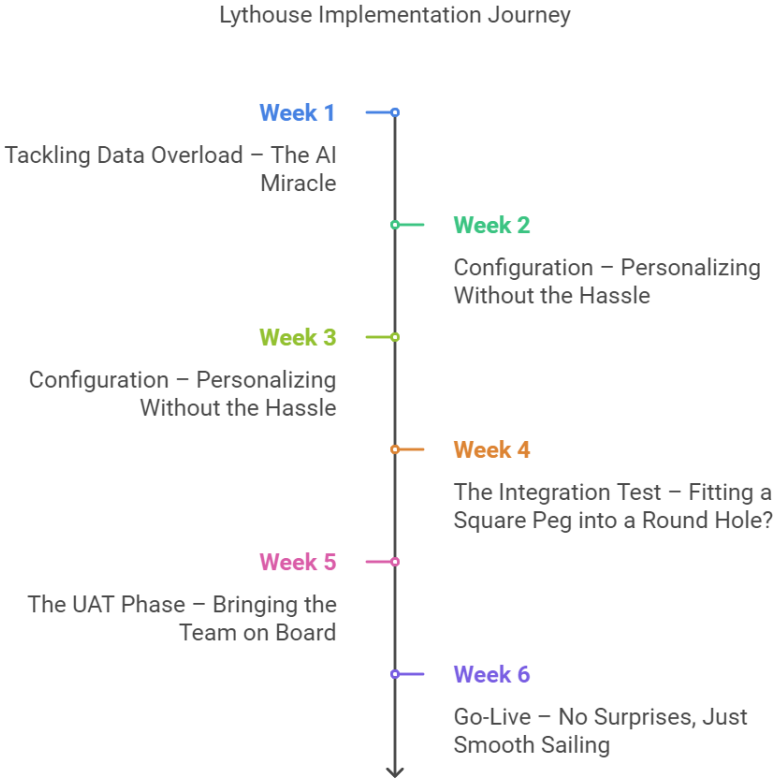 Lythouse Implementation Journey
Week 1
Tackling Data Overload – The AI
Miracle
Week 2
Configuration – Personalizing
Without the Hassle
Week 3
Configuration – Personalizing
Without the Hassle
Week 4
The Integration Test – Fitting a
Square Peg into a Round Hole?
Week 5
The UAT Phase – Bringing the
Team on Board
Week 6
Go-Live – No Surprises, Just
Smooth Sailing